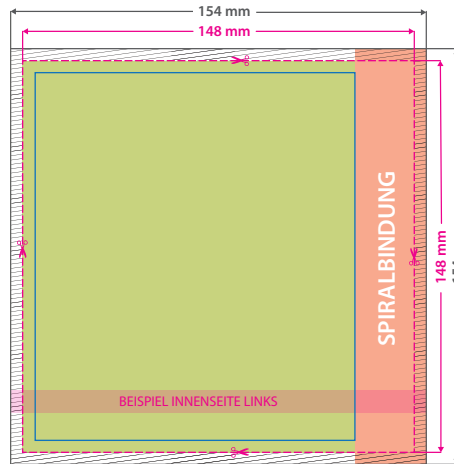 154 mm
148 mm
SPIRALBINDUNG
148 mm
BEISPIEL INNENSEITE LINKS